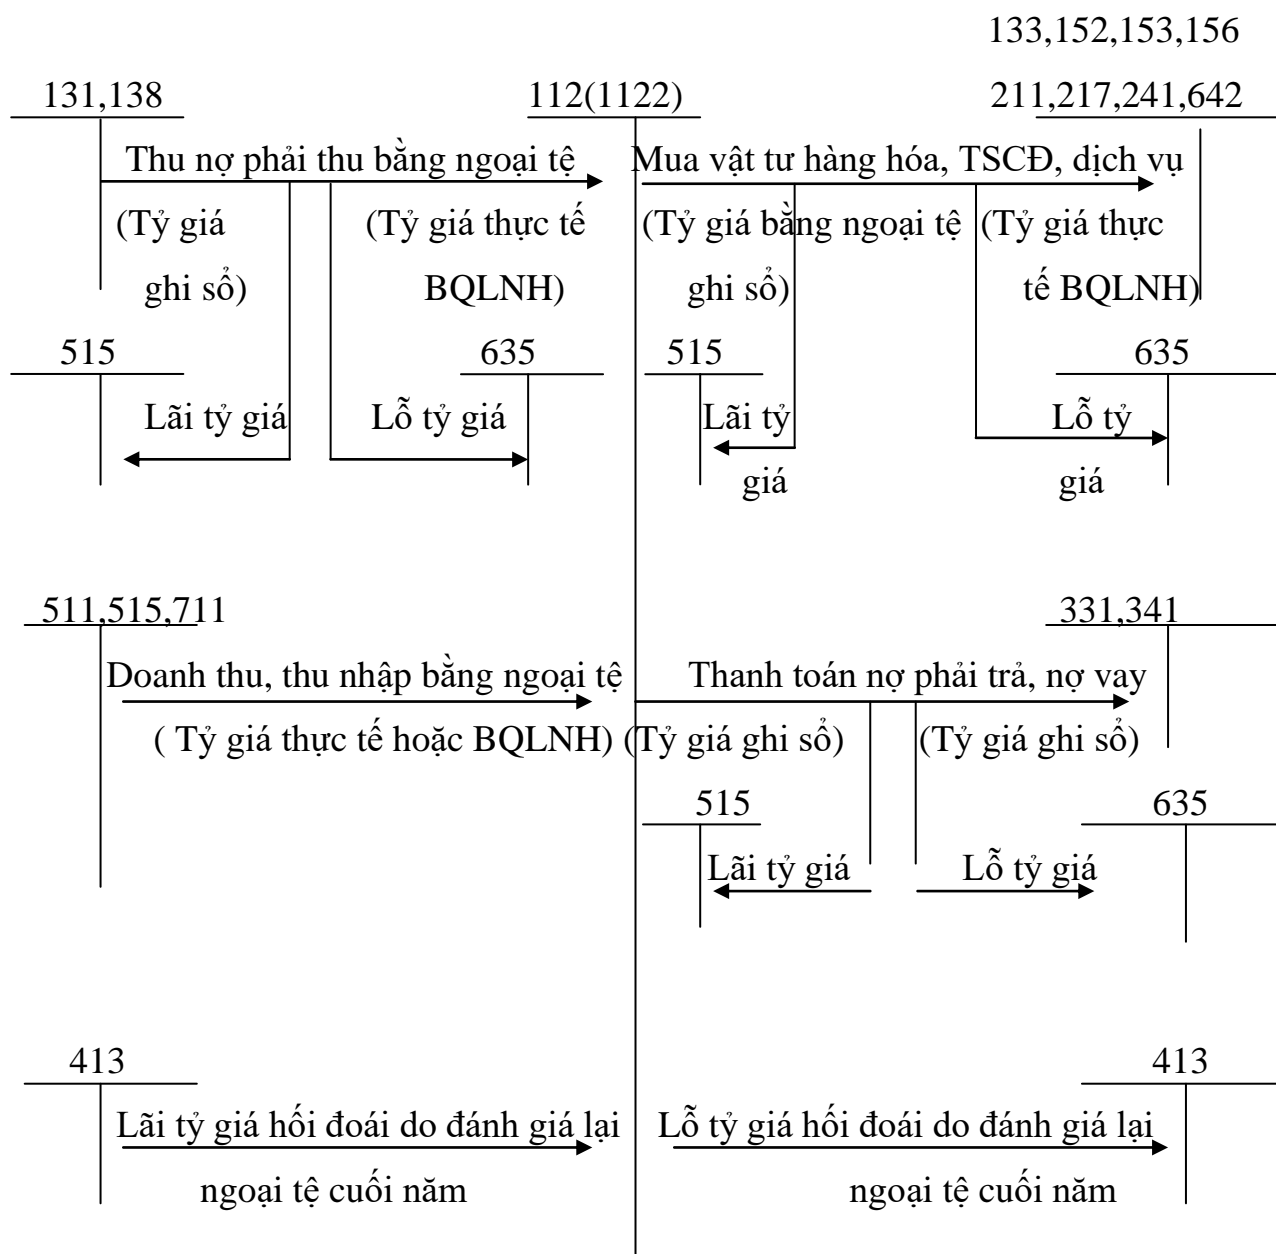 133,152,153,156
131,138 112(1122) 211,217,241,642
Thu nợ phải thu bằng ngoại tệ Mua vật tư hàng hóa, TSCĐ, dịch vụ
(Tỷ giá (Tỷ giá thực tế (Tỷ giá bằng ngoại tệ (Tỷ giá thực
ghi sổ) BQLNH) ghi sổ) tế BQLNH)
515 635 515 635
Lãi tỷ giá Lỗ tỷ giá Lãi tỷ Lỗ tỷ
giá giá
511,515,711 331,341
Doanh thu, thu nhập bằng ngoại tệ Thanh toán nợ phải trả, nợ vay
( Tỷ giá thực tế hoặc BQLNH) (Tỷ giá ghi sổ) (Tỷ giá ghi sổ)
515 635
Lãi tỷ giá Lỗ tỷ giá
413 413
Lãi tỷ giá hối đoái do đánh giá lại Lỗ tỷ giá hối đoái do đánh giá lại
ngoại tệ cuối năm ngoại tệ cuối năm